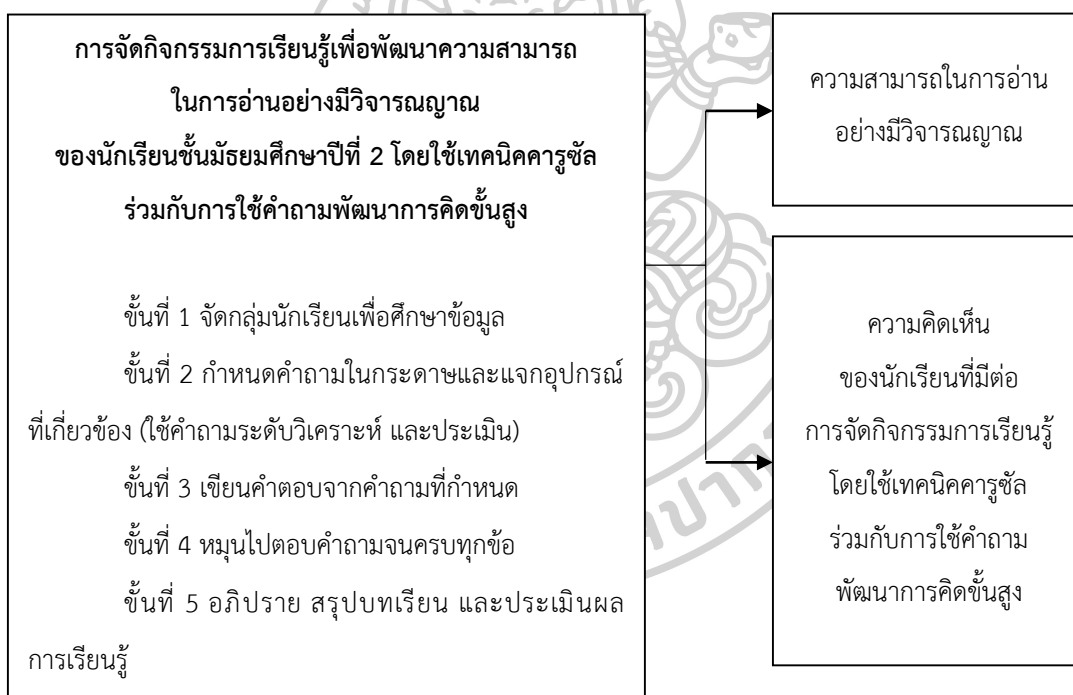 การจัดกิจกรรมการเรียนรู้เพื่อพัฒนาความสามารถ
ในการอ่านอย่างมีวิจารณญาณ
ของนักเรียนชั้นมัธยมศึกษาปีที่ 2 โดยใช้เทคนิคคารูซัล
ร่วมกับการใช้คำถามพัฒนาการคิดขั้นสูง
ขั้นที่ 1 จัดกลุ่มนักเรียนเพื่อศึกษาข้อมูล
ขั้นที่ 2 กำหนดคำถามในกระดาษและแจกอุปกรณ์
ที่เกี่ยวข้อง (ใช้คำถามระดับวิเคราะห์ และประเมิน)
ขั้นที่ 3 เขียนคำตอบจากคำถามที่กำหนด
ขั้นที่ 4 หมุนไปตอบคำถามจนครบทุกข้อ
ขั้นที่ 5 อภิปราย สรุปบทเรียน และประเมินผล
การเรียนรู้
ความสามารถในการอ่าน
อย่างมีวิจารณญาณ
ความคิดเห็น
ของนักเรียนที่มีต่อ
การจัดกิจกรรมการเรียนรู้
โดยใช้เทคนิคคารูซัล
ร่วมกับการใช้คำถาม
พัฒนาการคิดขั้นสูง